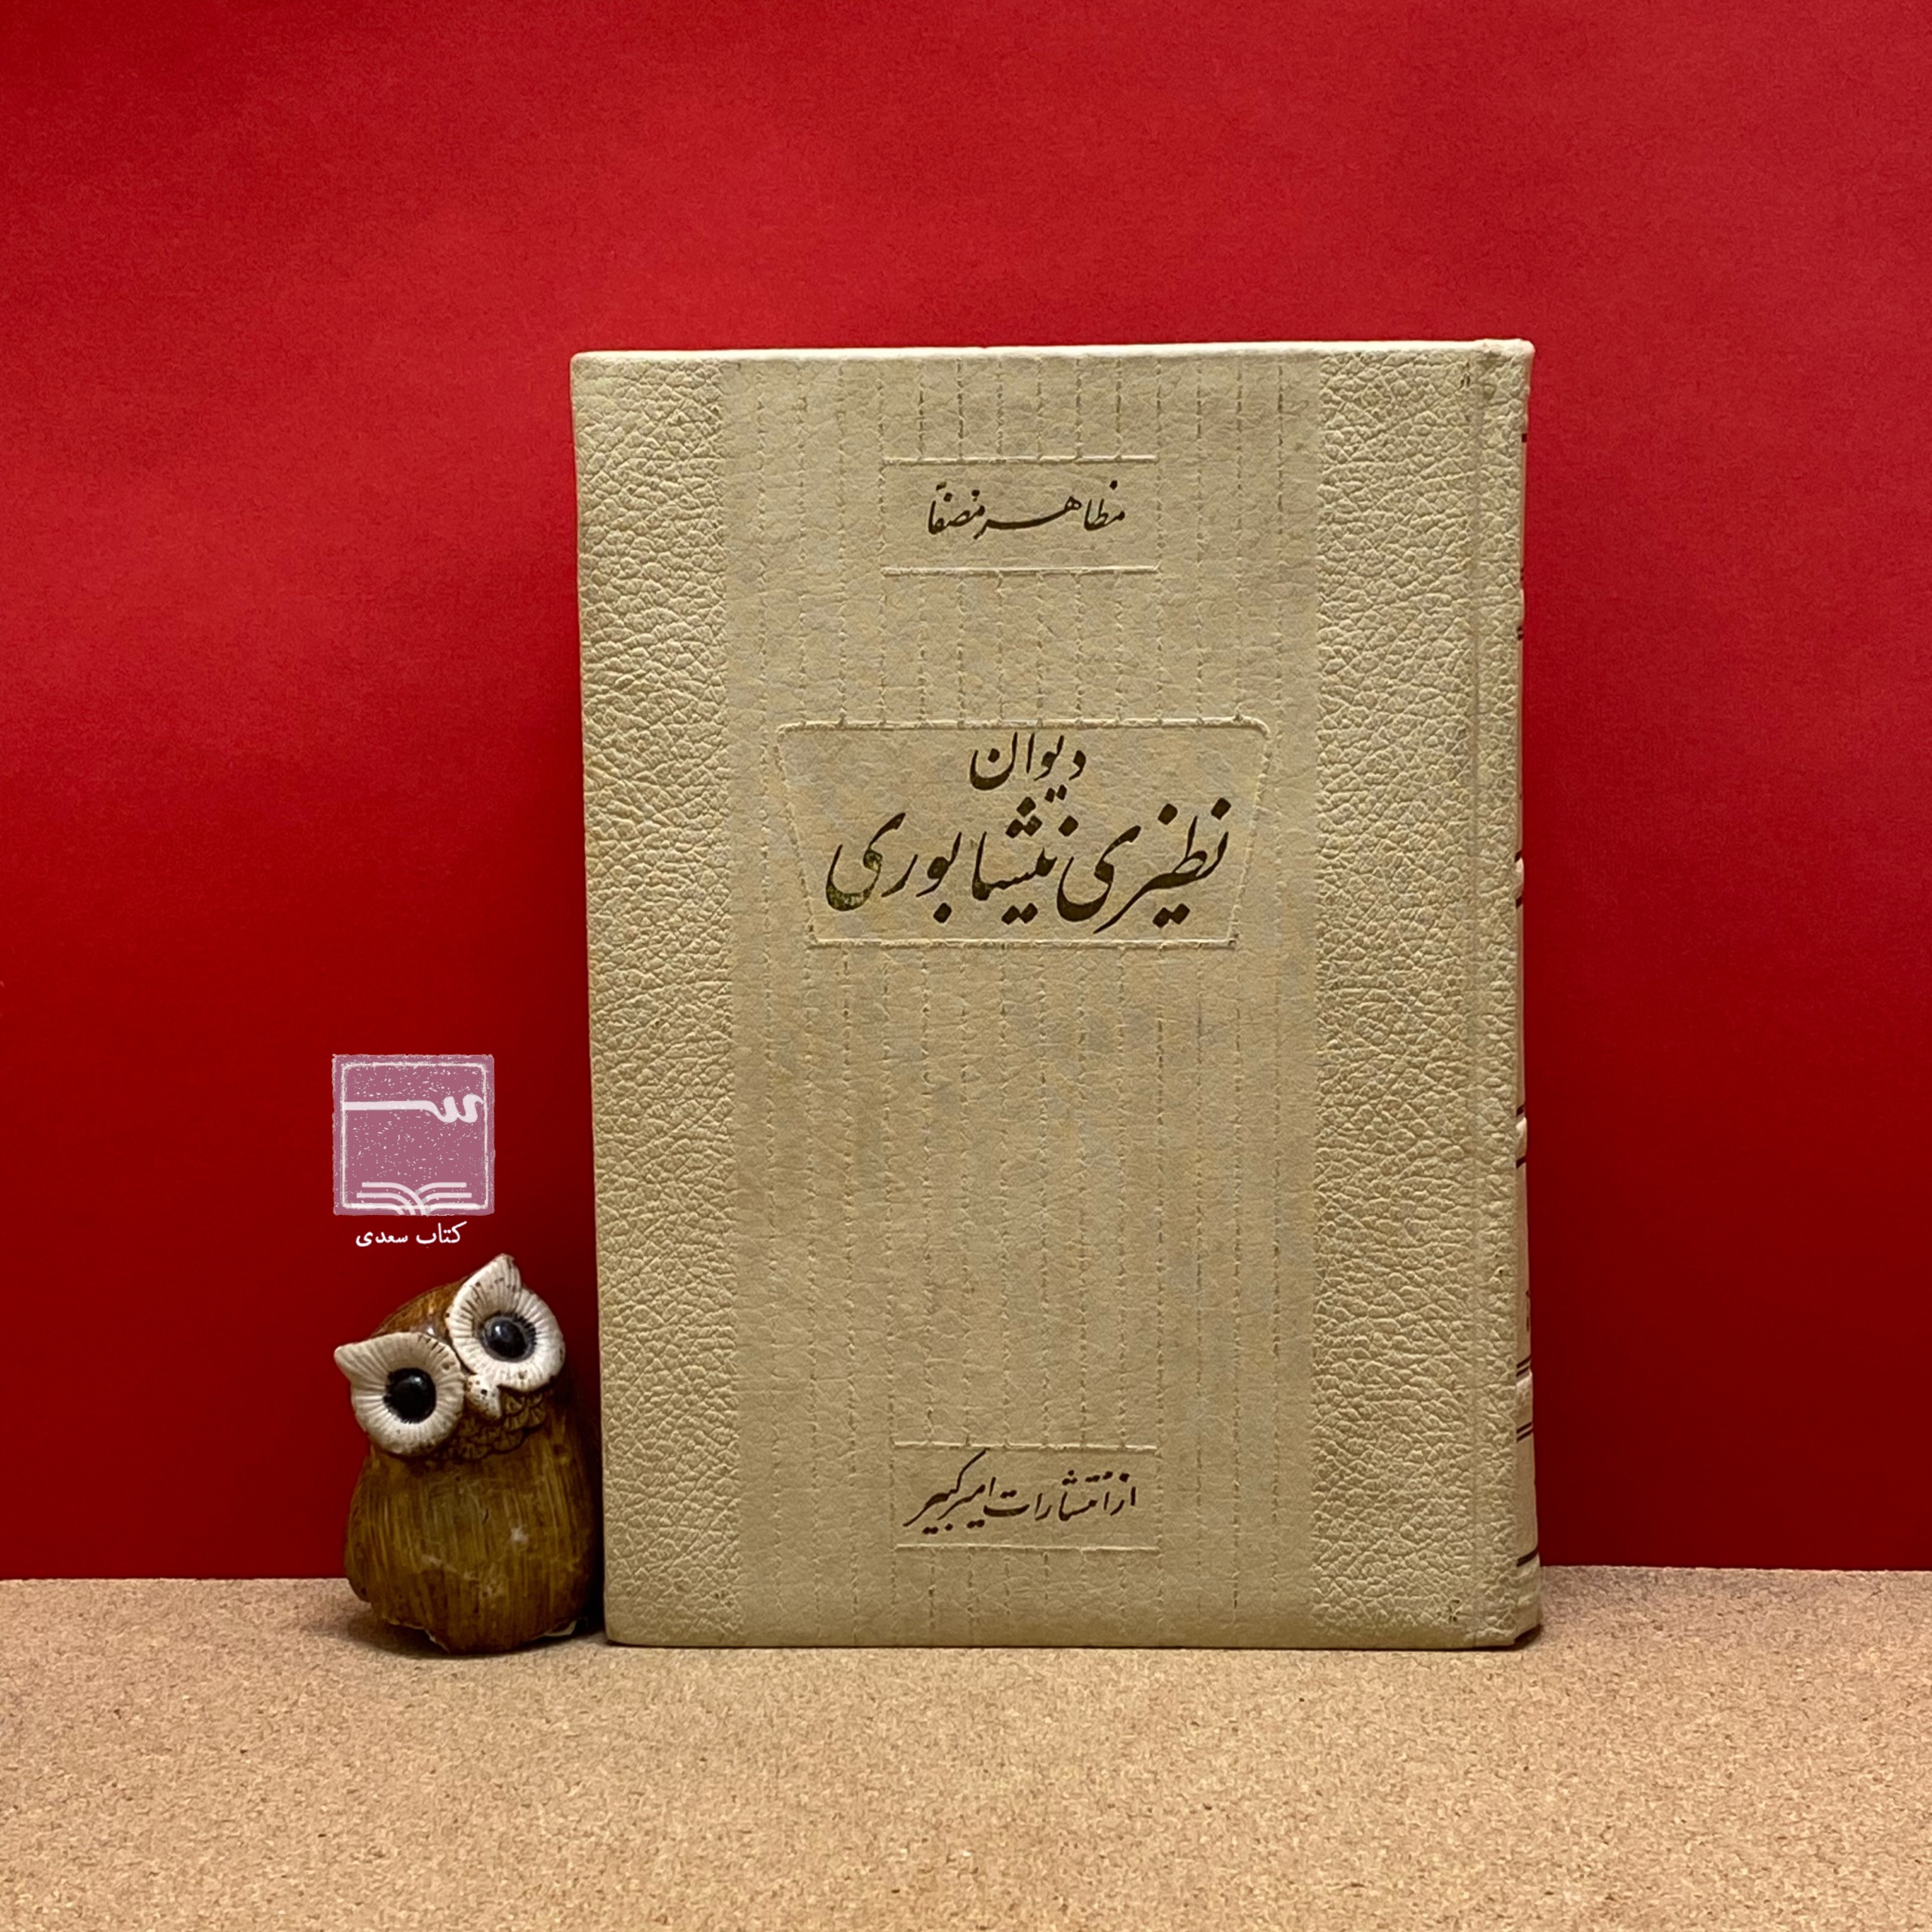 مظاهر مصفا
دیوان
نظیری نیشابوری
از انتشارات امیرکبیر
کتاب سعدی